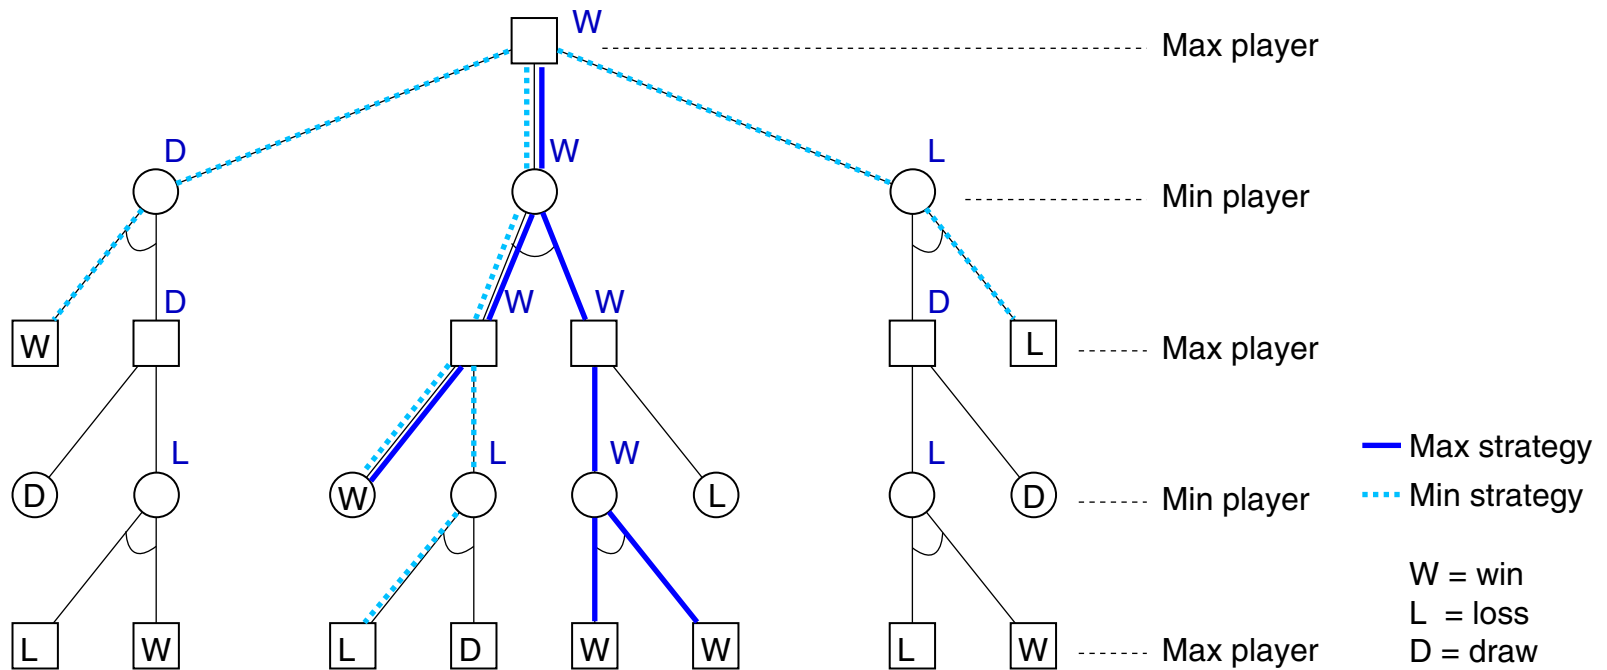 W
Max player
D
W
L
Min player
D
W
W
D
W
L
Max player
L
L
W
L
Max strategy
D
W
L
D
Min player
Min strategy
W = win
L = loss
L
W
L
D
W
W
L
W
Max player
D = draw